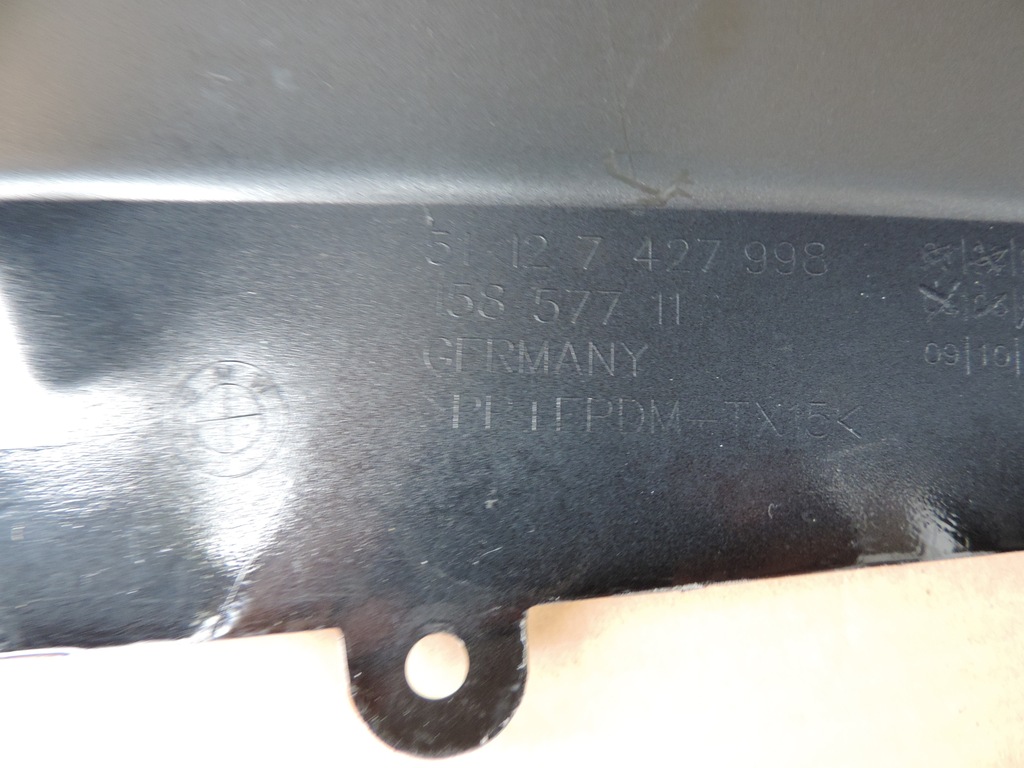 51 12 7 427 998
158 577 11
GERMANY
>PP+EPDM-TX15<
09|10|